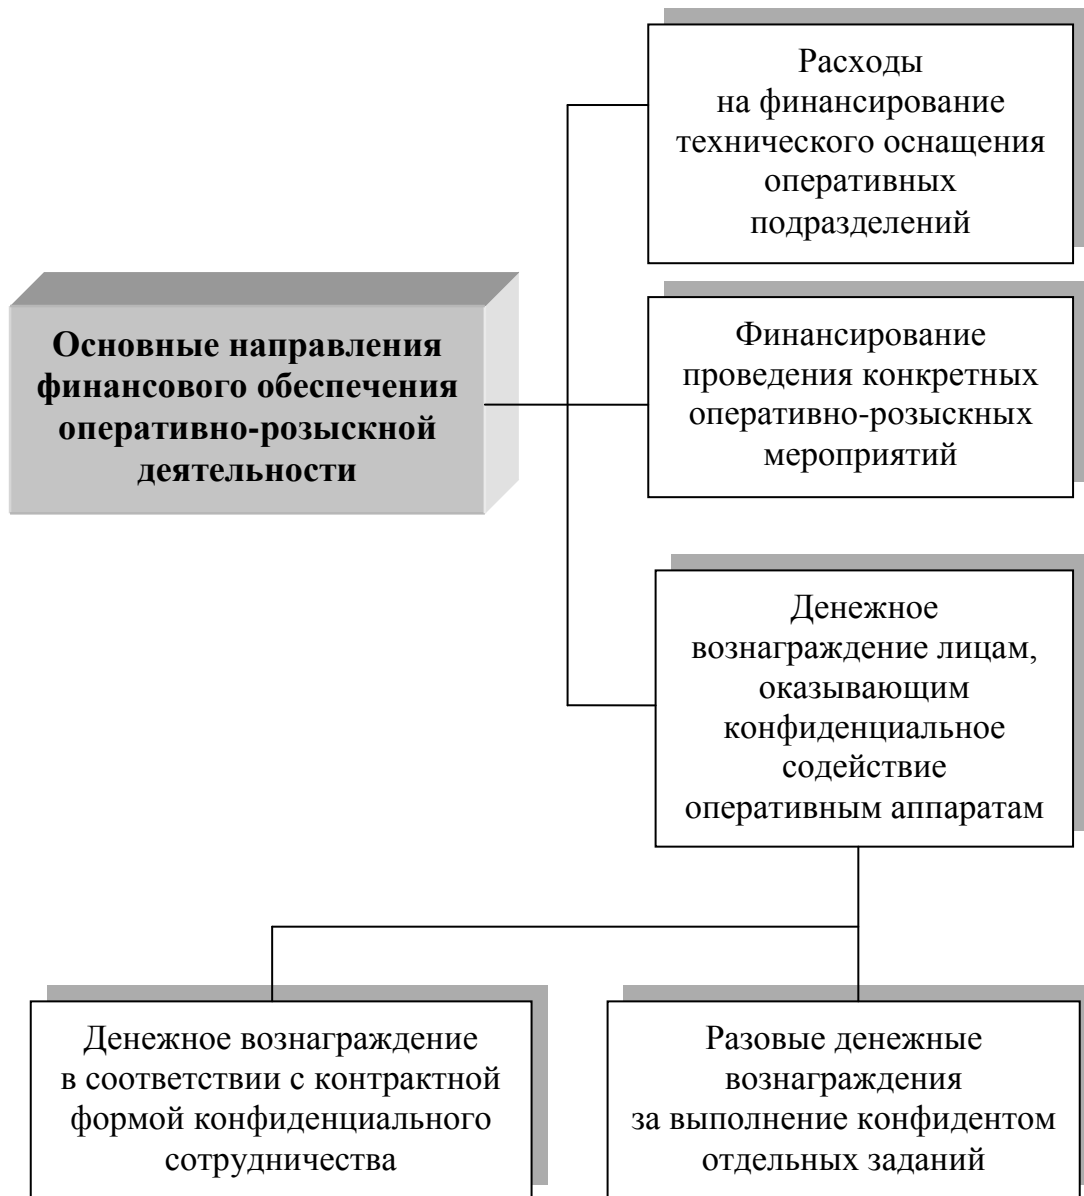 Расходы
на финансирование
технического оснащения
оперативных
подразделений
Основные направления
финансового обеспечения
оперативно-розыскной
деятельности
Финансирование
проведения конкретных
оперативно-розыскных
мероприятий
Денежное
вознаграждение лицам,
оказывающим
конфиденциальное
содействие
оперативным аппаратам
Денежное вознаграждение
в соответствии с контрактной
формой конфиденциального
сотрудничества
Разовые денежные
вознаграждения
за выполнение конфидентом
отдельных заданий